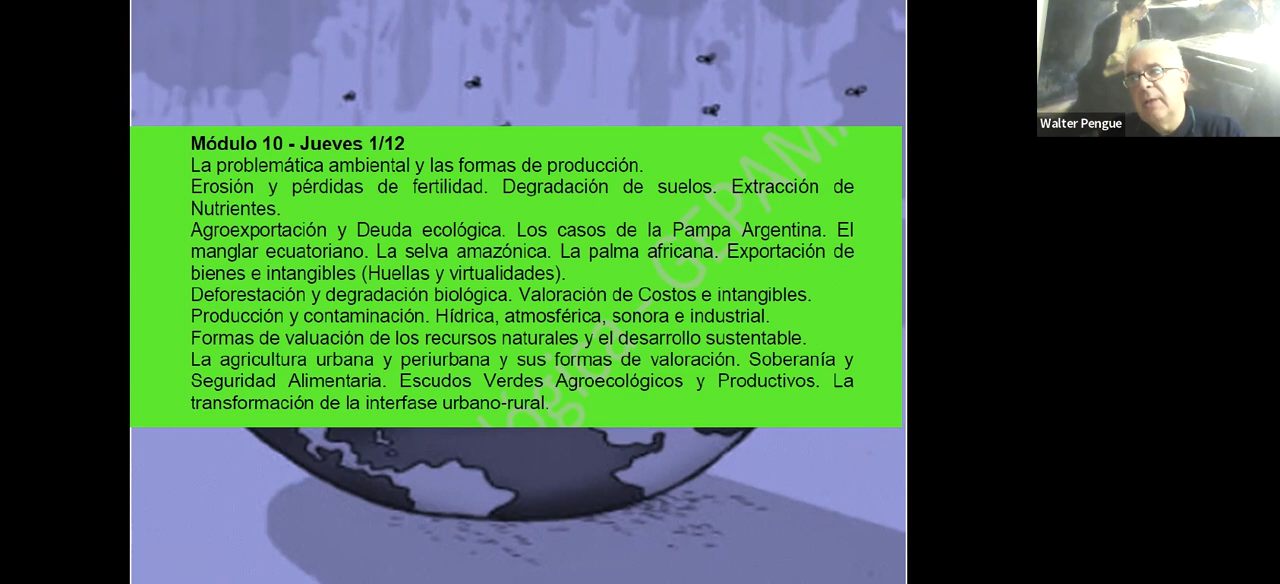 Módulo 10 - Jueves 1/12
La problemática ambiental y las formas de producción.
Erosión y pérdidas de fertilidad. Degradación de suelos. Extracción de
Nutrientes.
Agroexportación y Deuda ecológica. Los casos de la Pampa Argentina. El
manglar ecuatoriano. La selva amazónica. La palma africana. Exportación de
bienes e intangibles (Huellas y virtualidades).
Deforestación y degradación biológica. Valoración de Costos e intangibles.
Producción y contaminación. Hídrica, atmosférica, sonora e industrial.
Formas de valuación de los recursos naturales y el desarrollo sustentable.
La agricultura urbana y periurbana y sus formas de valoración. Soberanía y
Seguridad Alimentaria. Escudos Verdes Agroecológicos y Productivos. La
transformación de la interfase urbano-rural.
Walter Pengue